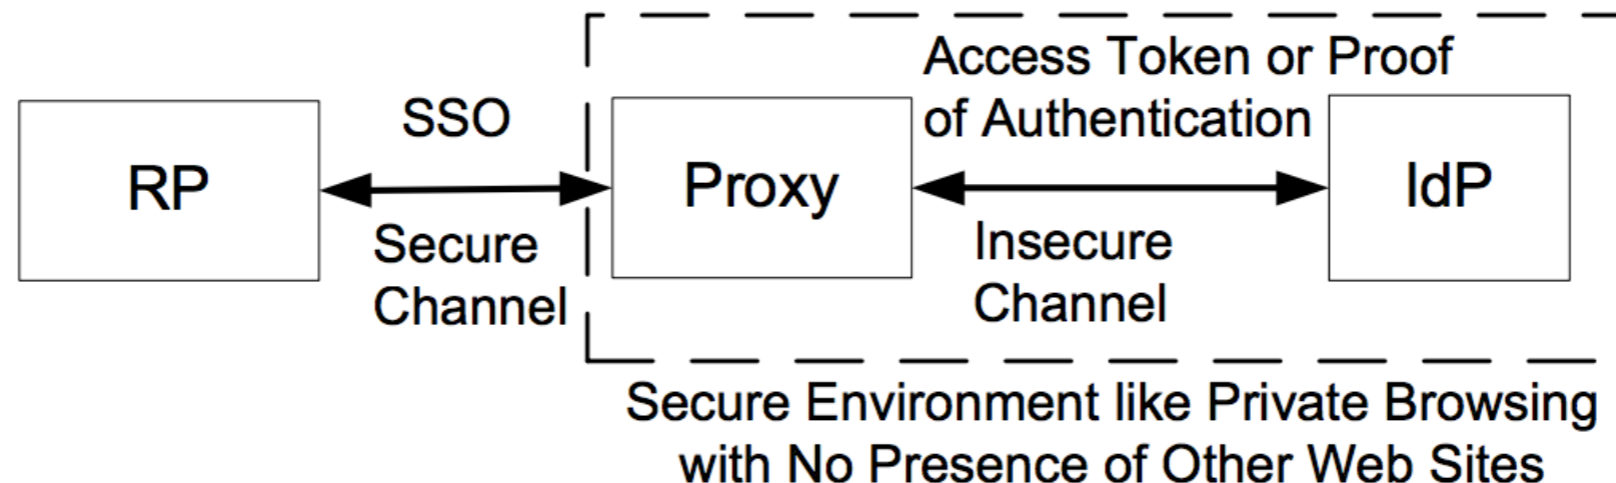 RP
SSO
Secure
Channel
Proxy
Access Token or Proof
of Authentication
Insecure
Channel
IdP
Secure Environment like Private Browsing
with No Presence of Other Web Sites